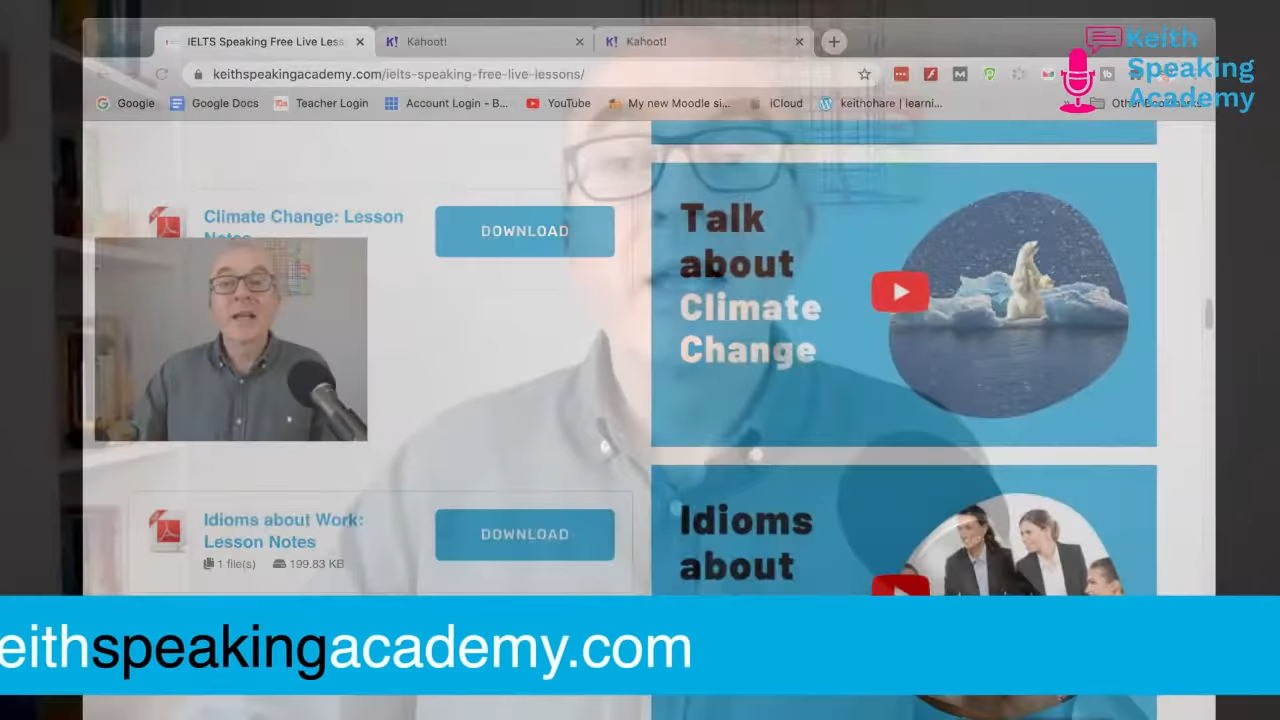 IELTS Speaking Free Live Less
Kahoot!
Kahoot!
keithspeakingacademy.com/ielts-speaking-free-live-lessons/
Google
Google Docs
Teacher Login
Account Login - B...
YouTube
My new Moodle si...
iCloud
keithohare | learni...
Other Bookmarks
Keith
Speaking
Academy
Climate Change: Lesson
Notes
DOWNLOAD
Talk
about
Climate
Change
Idioms about Work:
Lesson Notes
1 file(s)
199.83 KB
DOWNLOAD
Idioms
about
eithspeakingacademy.com